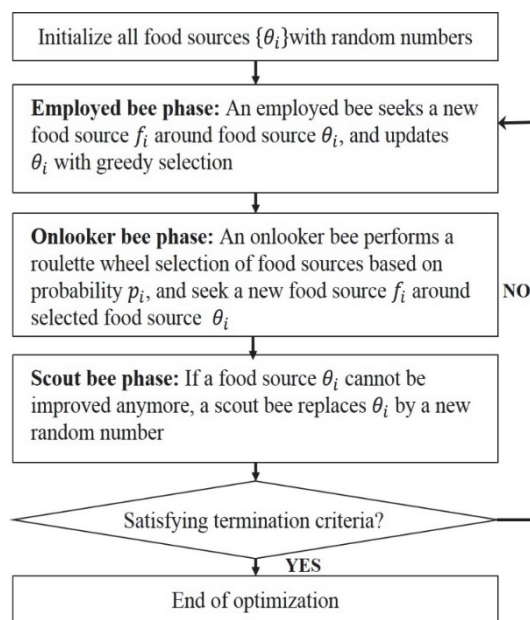 Initialize all food sources {θᵢ}with random numbers
Employed bee phase: An employed bee seeks a new
food source fᵢ around food source θᵢ, and updates
θᵢ with greedy selection
Onlooker bee phase: An onlooker bee performs a
roulette wheel selection of food sources based on
probability pᵢ, and seek a new food source fᵢ around
selected food source θᵢ
NO
Scout bee phase: If a food source θᵢ cannot be
improved anymore, a scout bee replaces θᵢ by a new
random number
Satisfying termination criteria?
YES
End of optimization